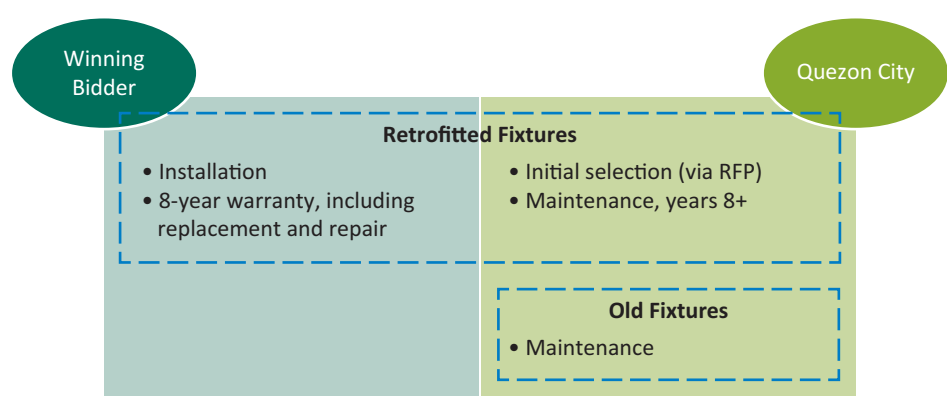 Winning
Bidder
Quezon City
Retrofitted Fixtures
• Installation
• 8-year warranty, including
replacement and repair
• Initial selection (via RFP)
• Maintenance, years 8+
Old Fixtures
• Maintenance